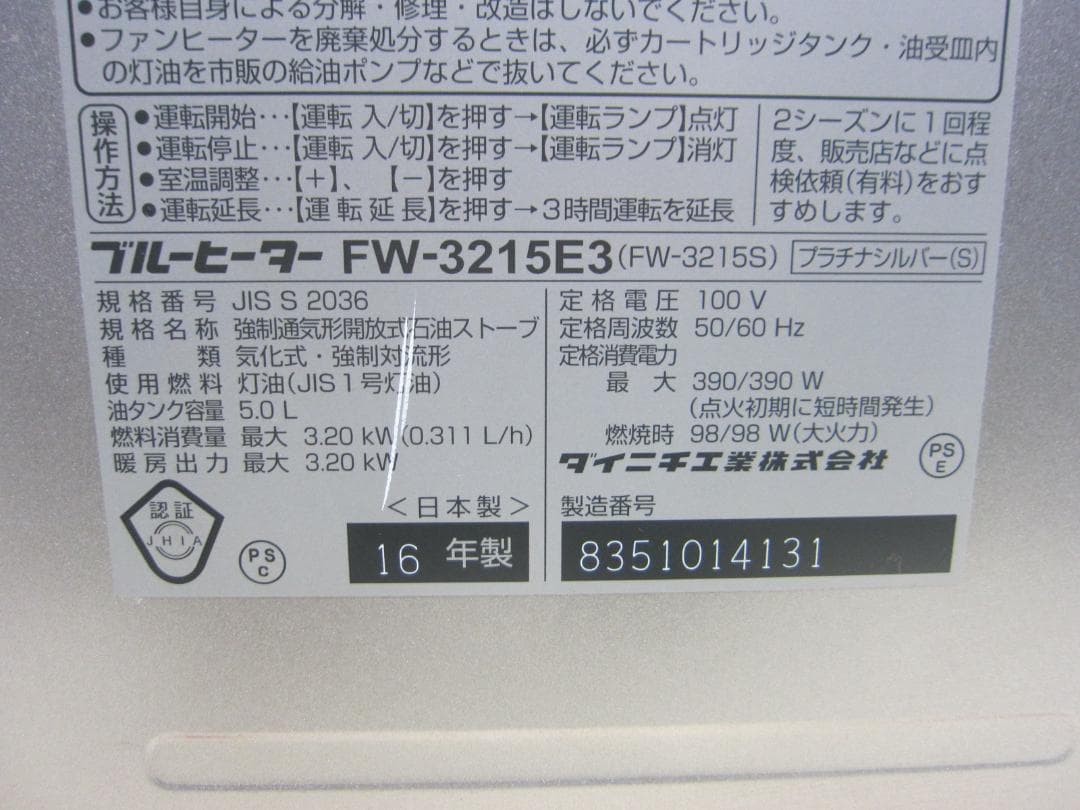 ●お客様自身による分解・修理・改造はしないでください。
●ファンヒーターを廃棄処分するときは、必ずカートリッジタンク・油受皿内
の灯油を市販の給油ポンプなどで抜いてください。
操作方法
●運転開始…【運転 入/切】を押す→【運転ランプ】点灯
●運転停止…【運転 入/切】を押す→【運転ランプ】消灯
●室温調整…【＋】、【－】を押す
●運転延長…【運転延長】を押す→3時間運転を延長
2シーズンに1回程
度、販売店などに点
検依頼(有料)をおす
すめします。
ブルーヒーター FW-3215E3(FW-3215S) プラチナシルバー(S)
規格番号 JIS S 2036
規格名称 強制通気形開放式石油ストーブ
種類 気化式・強制対流形
使用燃料 灯油(JIS1号灯油)
油タンク容量 5.0 L
燃料消費量 最大 3.20 kW(0.311 L/h)
暖房出力 最大 3.20 kW
認証
JHIA
PS
C
＜日本製＞
16 年製
定格電圧 100 V
定格周波数 50/60 Hz
定格消費電力
最大 390/390 W
(点火初期に短時間発生)
燃焼時 98/98 W(大火力)
ダイニチ工業株式会社
PS
E
製造番号
8351014131